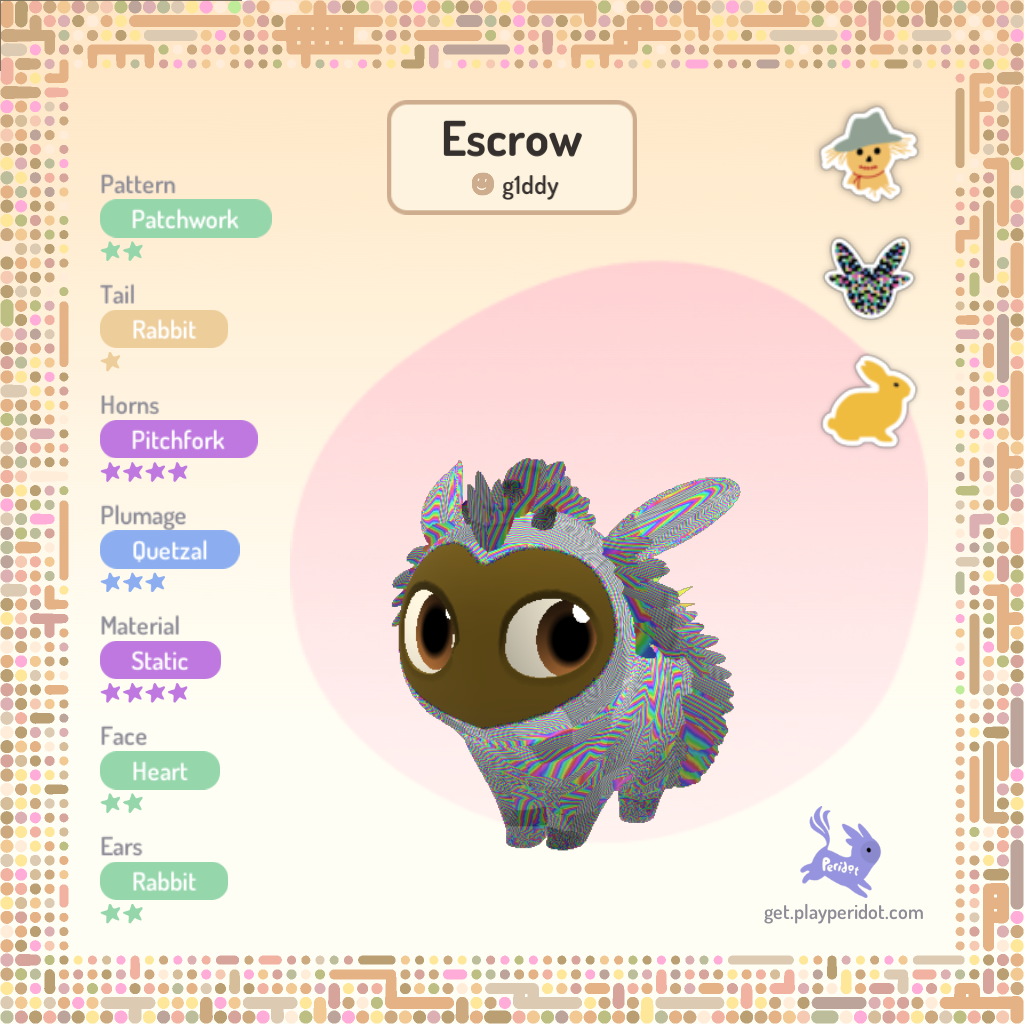 Escrow
g1ddy
Pattern
Patchwork
Tail
Rabbit
Horns
Pitchfork
Plumage
Quetzal
Material
Static
Face
Heart
Ears
Rabbit
Peridot
get.playperidot.com